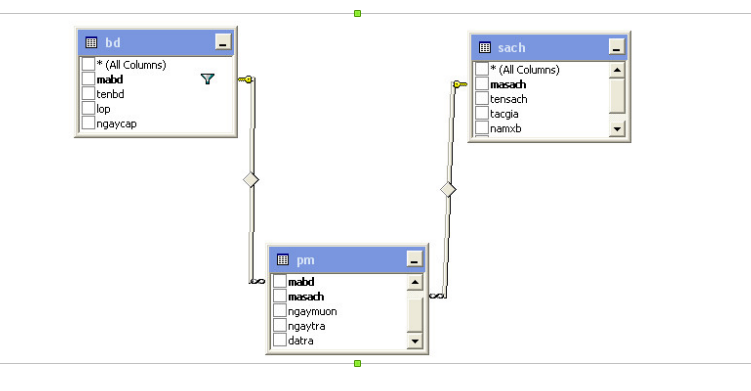 bd
* (All Columns)
mabd
tenbd
lop
ngaycap
sach
* (All Columns)
masach
tensach
tacgia
namxb
pm
mabd
masach
ngaymuon
ngaytra
datra